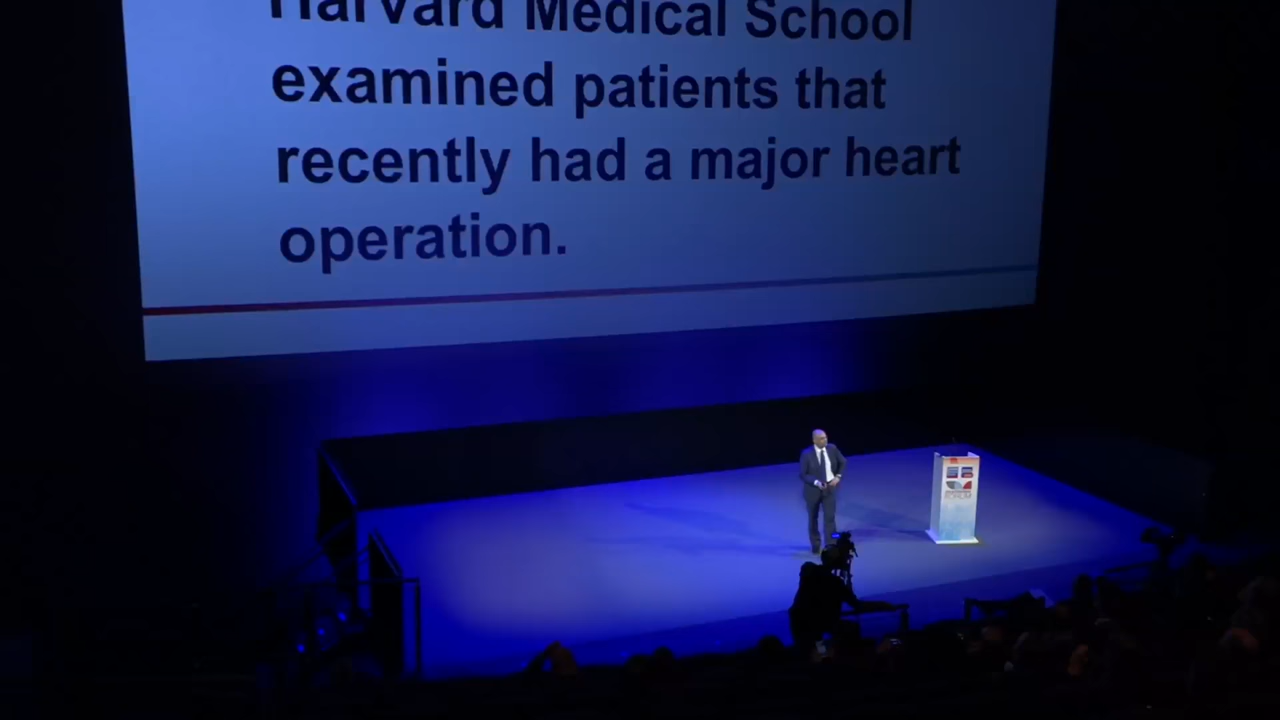 Harvard Medical School
examined patients that
recently had a major heart
operation.